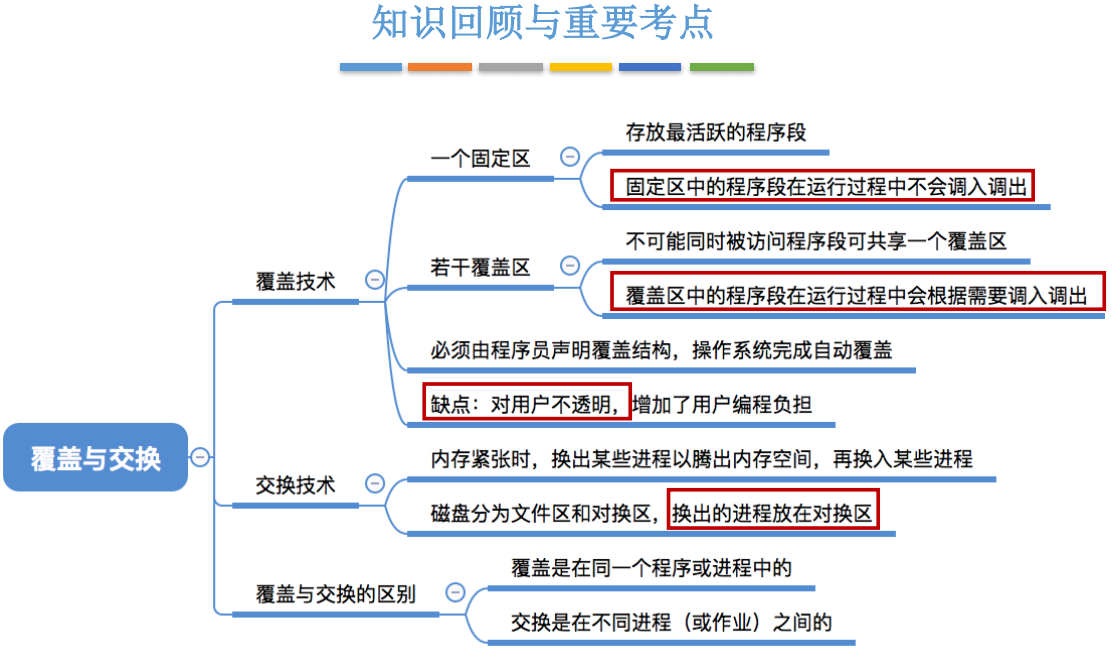 知识回顾与重要考点
存放最活跃的程序段
一个固定区
固定区中的程序段在运行过程中不会调入调出
不可能同时被访问程序段可共享一个覆盖区
若干覆盖区
覆盖技术
覆盖区中的程序段在运行过程中会根据需要调入调出
必须由程序员声明覆盖结构，操作系统完成自动覆盖
缺点：对用户不透明，增加了用户编程负担
覆盖与交换
内存紧张时，换出某些进程以腾出内存空间，再换入某些进程
交换技术
磁盘分为文件区和对换区，换出的进程放在对换区
覆盖是在同一个程序或进程中的
覆盖与交换的区别
交换是在不同进程（或作业）之间的